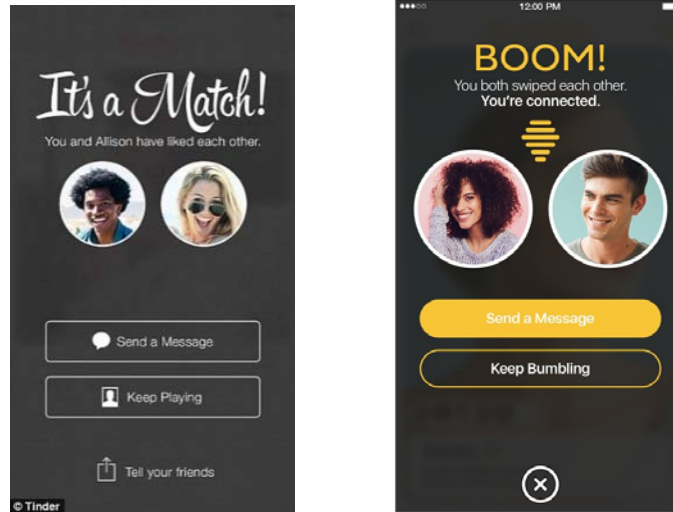 It's a Match!
You and Allison have liked each other.
Send a Message
Keep Playing
Tell your friends
© Tinder
12:00 PM
BOOM!
You both swiped each other.
You're connected.
Send a Message
Keep Bumbling